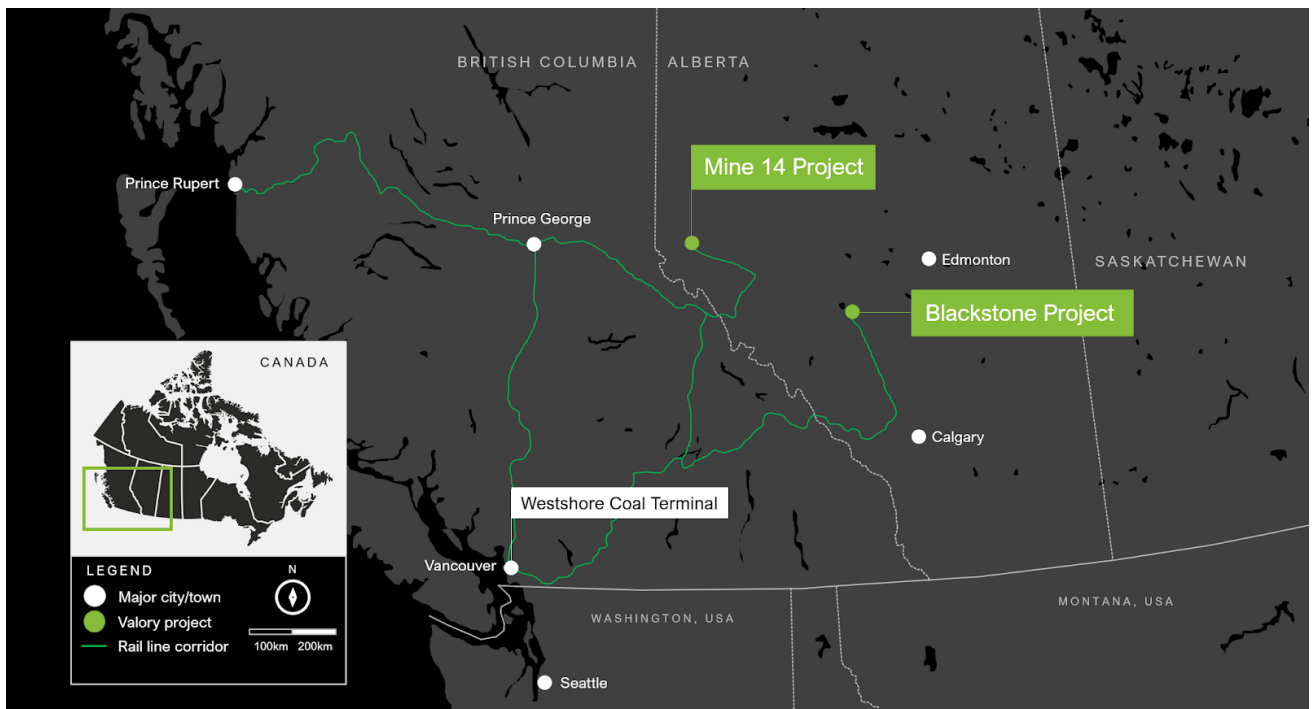 BRITISH COLUMBIA
ALBERTA
Mine 14 Project
Prince Rupert
Prince George
Edmonton
SASKATCHEWAN
Blackstone Project
CANADA
Calgary
Westshore Coal Terminal
Vancouver
LEGEND
N
Major city/town
Valory project
Rail line corridor
100km 200km
WASHINGTON, USA
MONTANA, USA
Seattle